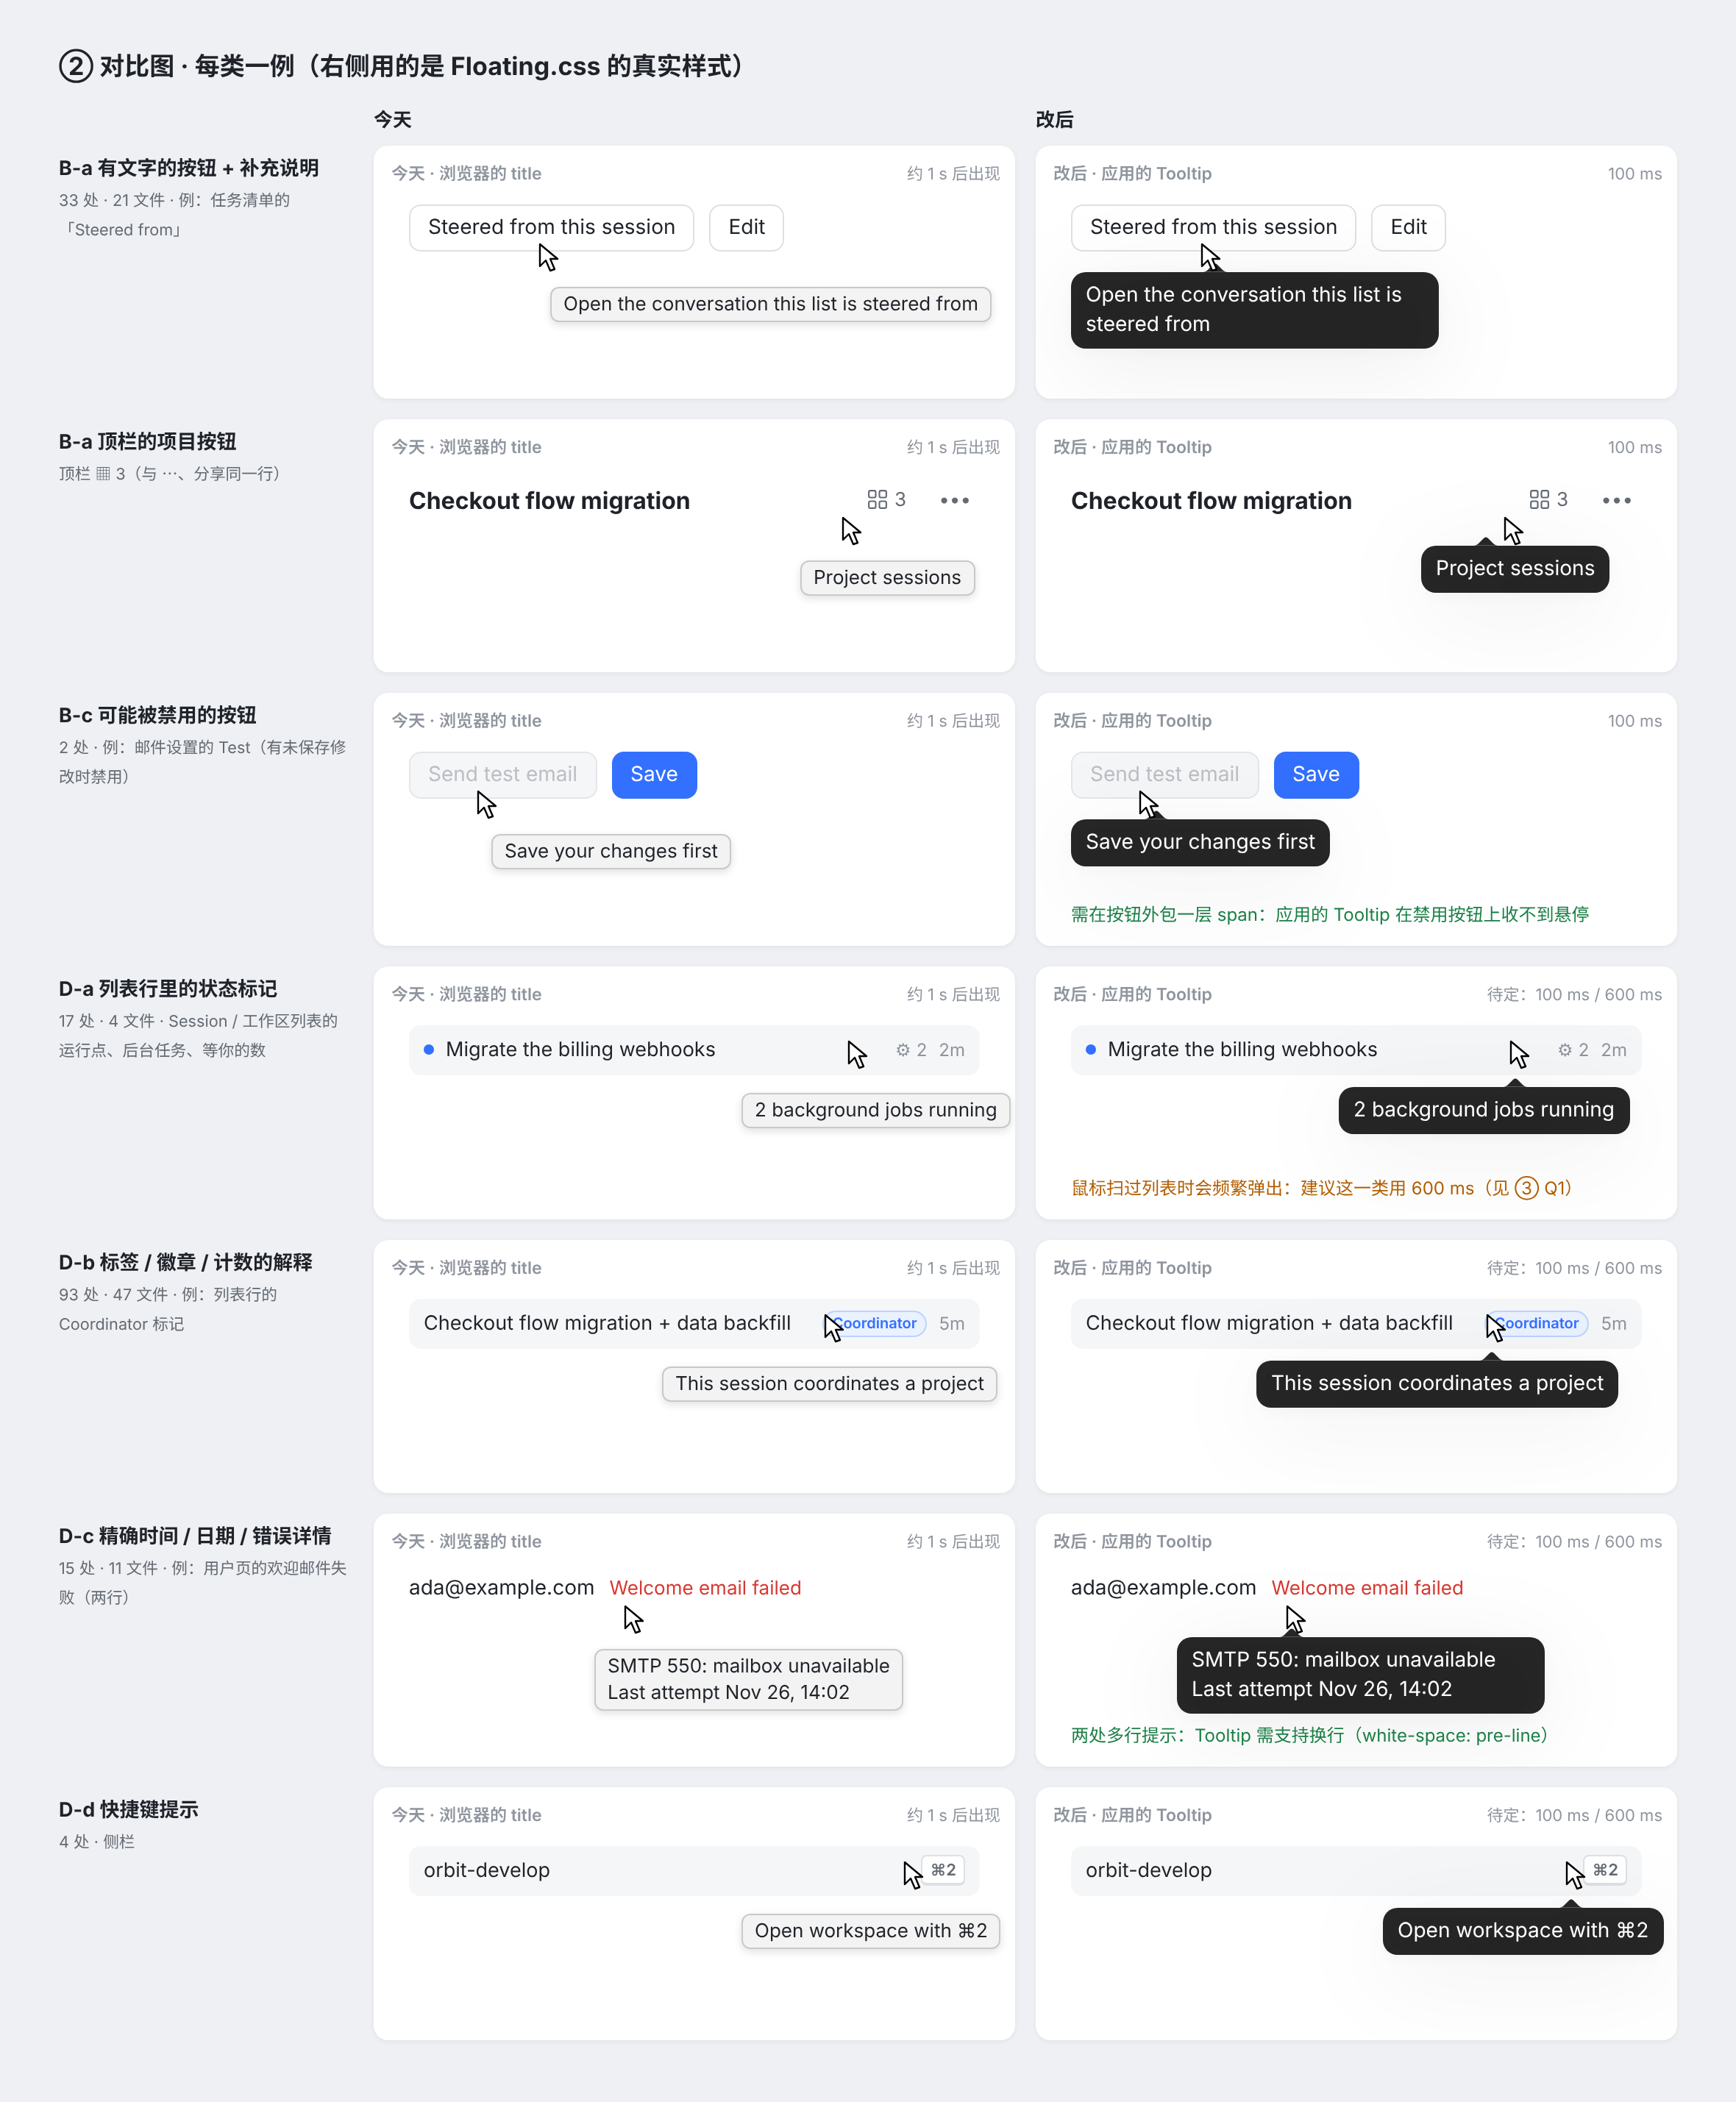 ② 对比图 · 每类一例（右侧用的是 Floating.css 的真实样式）
今天
改后
B-a 有文字的按钮 + 补充说明
33 处 · 21 文件 · 例：任务清单的
「Steered from」
今天 · 浏览器的 title
约 1 s 后出现
Steered from this session
Edit
Open the conversation this list is steered from
改后 · 应用的 Tooltip
100 ms
Steered from this session
Edit
Open the conversation this list is
steered from
B-a 顶栏的项目按钮
顶栏 ▦ 3（与 ⋯、分享同一行）
今天 · 浏览器的 title
约 1 s 后出现
Checkout flow migration
3
•••
Project sessions
改后 · 应用的 Tooltip
100 ms
Checkout flow migration
3
•••
Project sessions
B-c 可能被禁用的按钮
2 处 · 例：邮件设置的 Test（有未保存修
改时禁用）
今天 · 浏览器的 title
约 1 s 后出现
Send test email
Save
Save your changes first
改后 · 应用的 Tooltip
100 ms
Send test email
Save
Save your changes first
需在按钮外包一层 span：应用的 Tooltip 在禁用按钮上收不到悬停
D-a 列表行里的状态标记
17 处 · 4 文件 · Session / 工作区列表的
运行点、后台任务、等你的数
今天 · 浏览器的 title
约 1 s 后出现
Migrate the billing webhooks
⚙ 2 2m
2 background jobs running
改后 · 应用的 Tooltip
待定：100 ms / 600 ms
Migrate the billing webhooks
⚙ 2 2m
2 background jobs running
鼠标扫过列表时会频繁弹出：建议这一类用 600 ms（见 ③ Q1）
D-b 标签 / 徽章 / 计数的解释
93 处 · 47 文件 · 例：列表行的
Coordinator 标记
今天 · 浏览器的 title
约 1 s 后出现
Checkout flow migration + data backfill
Coordinator
5m
This session coordinates a project
改后 · 应用的 Tooltip
待定：100 ms / 600 ms
Checkout flow migration + data backfill
Coordinator
5m
This session coordinates a project
D-c 精确时间 / 日期 / 错误详情
15 处 · 11 文件 · 例：用户页的欢迎邮件失
败（两行）
今天 · 浏览器的 title
约 1 s 后出现
ada@example.com Welcome email failed
SMTP 550: mailbox unavailable
Last attempt Nov 26, 14:02
改后 · 应用的 Tooltip
待定：100 ms / 600 ms
ada@example.com Welcome email failed
SMTP 550: mailbox unavailable
Last attempt Nov 26, 14:02
两处多行提示：Tooltip 需支持换行（white-space: pre-line）
D-d 快捷键提示
4 处 · 侧栏
今天 · 浏览器的 title
约 1 s 后出现
orbit-develop
⌘2
Open workspace with ⌘2
改后 · 应用的 Tooltip
待定：100 ms / 600 ms
orbit-develop
⌘2
Open workspace with ⌘2